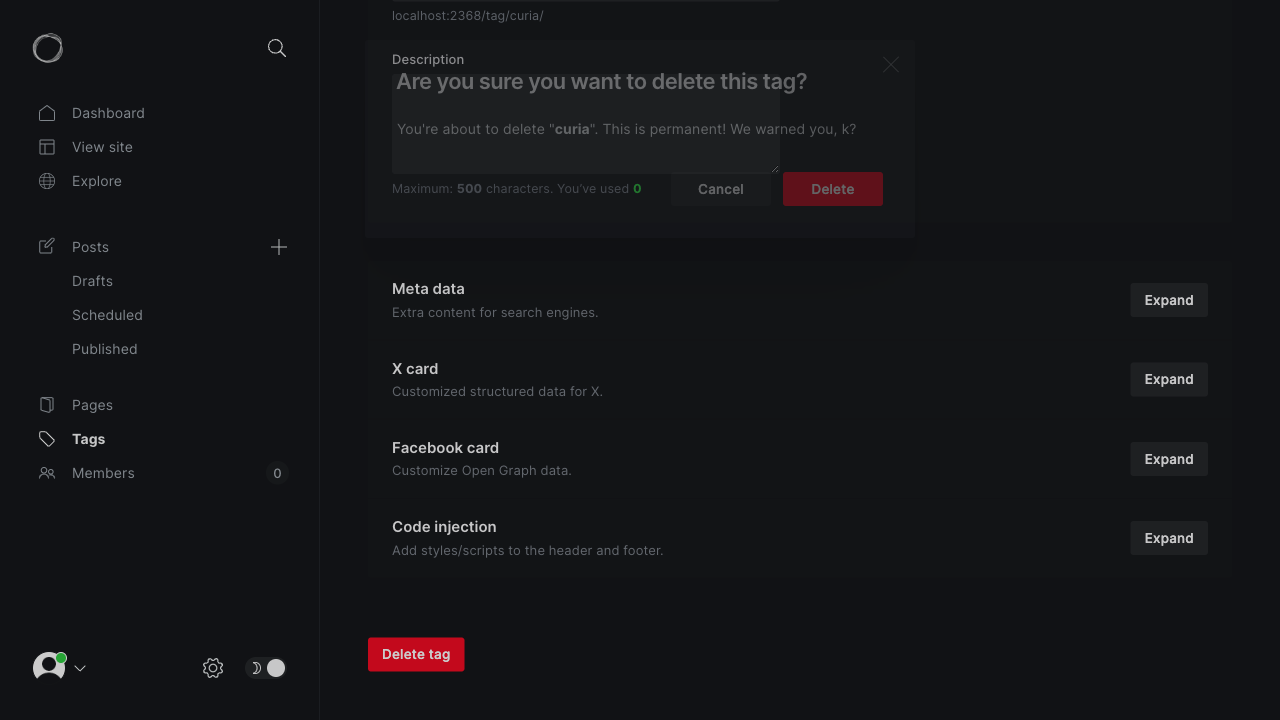 localhost:2368/tag/curia/
Description
Are you sure you want to delete this tag?
You're about to delete "curia". This is permanent! We warned you, k?
Maximum: 500 characters. You've used 0
Cancel
Delete
Dashboard
View site
Explore
Posts
Drafts
Scheduled
Published
Pages
Tags
Members
0
Meta data
Extra content for search engines.
Expand
X card
Customized structured data for X.
Expand
Facebook card
Customize Open Graph data.
Expand
Code injection
Add styles/scripts to the header and footer.
Expand
Delete tag